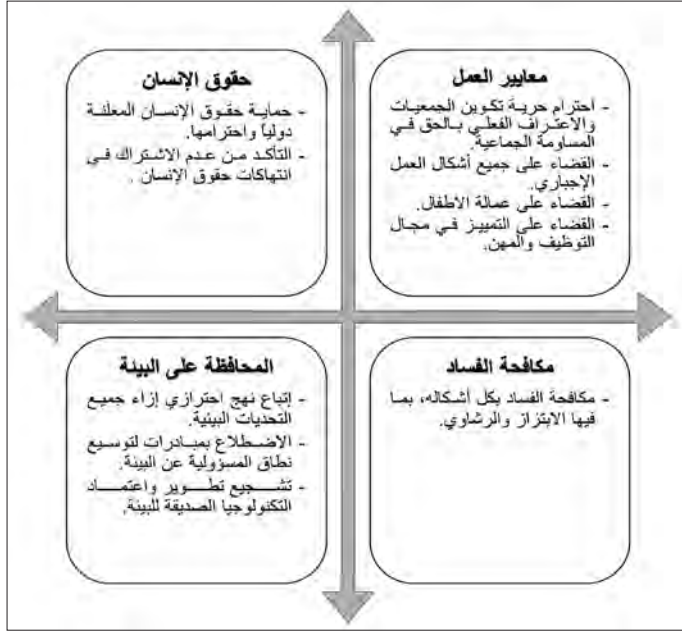 معايير العمل
- احترام حرية تكوين الجمعيات
والاعتراف الفعلي بالحق في
المساومة الجماعية.
- القضاء على جميع أشكال العمل
الإجباري.
- القضاء على عمالة الاطفال.
- القضاء على التمييز في مجال
التوظيف والمهن.
حقوق الإنسان
- حماية حقوق الإنسان المعلنة
دولياً واحترامها.
- التأكد من عدم الاشتراك في
انتهاكات حقوق الإنسان .
مكافحة الفساد
- مكافحة الفساد بكل أشكاله، بما
فيها الابتزاز والرشاوي.
المحافظة على البيئة
- إتباع نهج احترازي إزاء جميع
التحديات البيئية.
- الاضطلاع بمبادرات لتوسيع
نطاق المسؤولية عن البيئة.
- تشجيع تطوير واعتماد
التكنولوجيا الصديقة للبيئة.